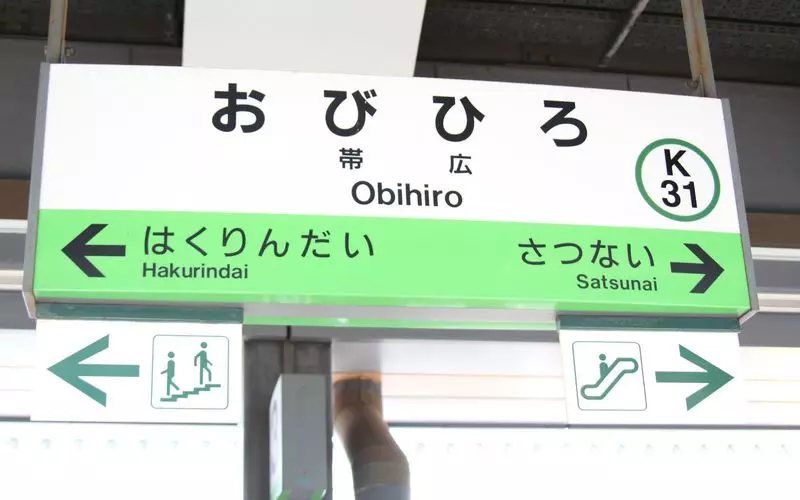 おびひろ
帯広
Obihiro
K
31
はくりんだい
Hakurindai
さつない
Satsunai